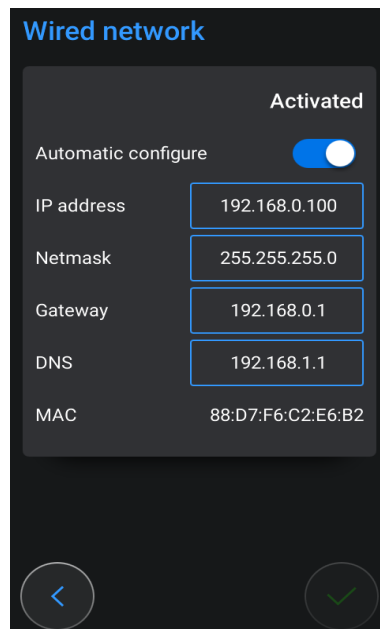 Wired network
Activated
Automatic configure
IP address 192.168.0.100
Netmask 255.255.255.0
Gateway 192.168.0.1
DNS 192.168.1.1
MAC 88:D7:F6:C2:E6:B2